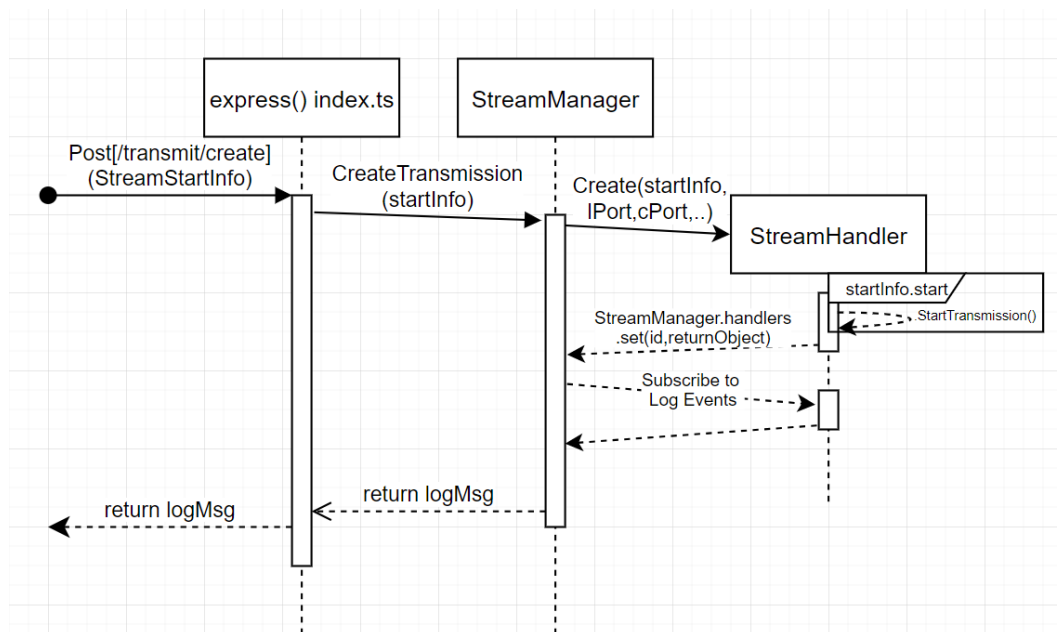 express() index.ts
StreamManager
Post[/transmit/create]
(StreamStartInfo)
CreateTransmission
(startInfo)
Create(startInfo,
lPort,cPort,..)
StreamHandler
startInfo.start
.StartTransmission()
StreamManager.handlers
.set(id,returnObject)
Subscribe to
Log Events
return logMsg
return logMsg